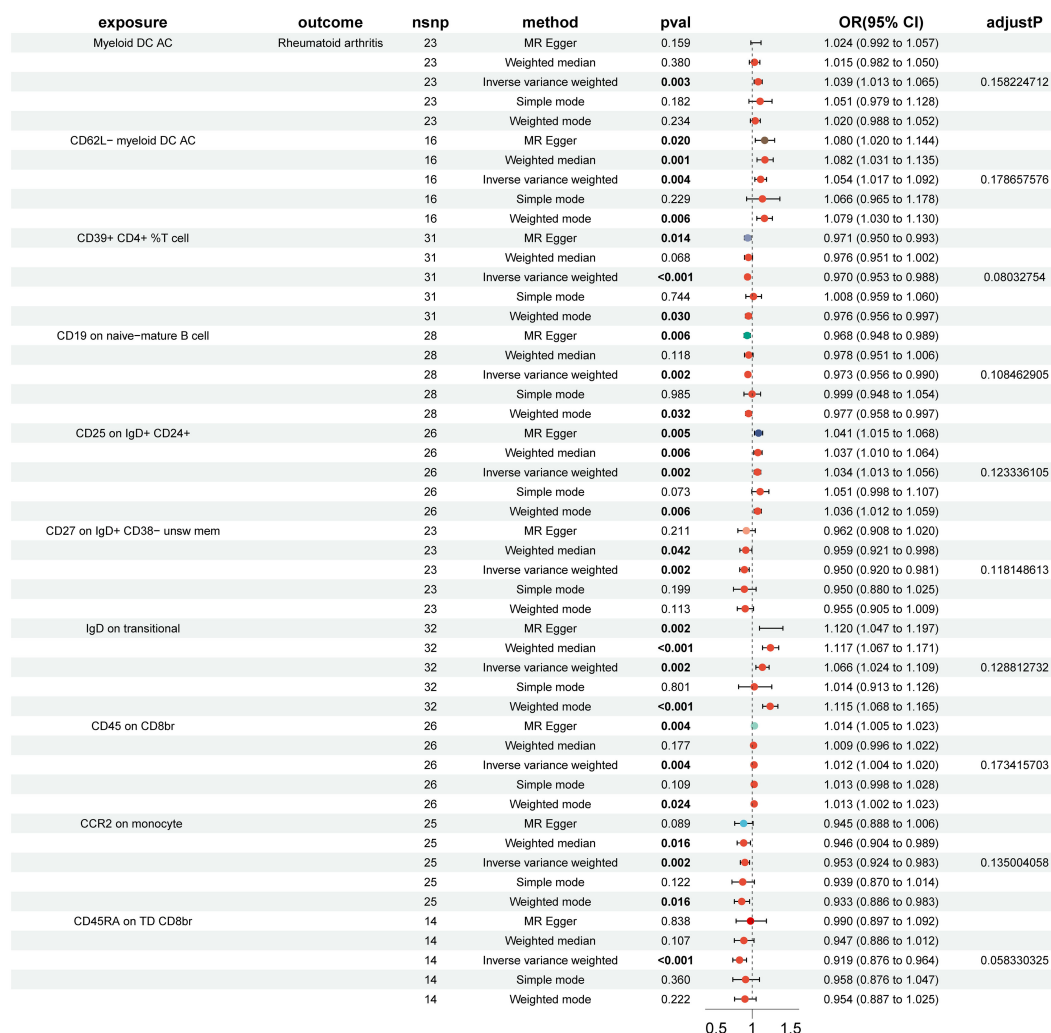 exposure outcome nsnp method pval OR(95% CI) adjustP
Myeloid DC AC Rheumatoid arthritis 23 MR Egger 0.159 1.024 (0.992 to 1.057)
23 Weighted median 0.380 1.015 (0.982 to 1.050)
23 Inverse variance weighted 0.003 1.039 (1.013 to 1.065) 0.158224712
23 Simple mode 0.182 1.051 (0.979 to 1.128)
23 Weighted mode 0.234 1.020 (0.988 to 1.052)
CD62L− myeloid DC AC 16 MR Egger 0.020 1.080 (1.020 to 1.144)
16 Weighted median 0.001 1.082 (1.031 to 1.135)
16 Inverse variance weighted 0.004 1.054 (1.017 to 1.092) 0.178657576
16 Simple mode 0.229 1.066 (0.965 to 1.178)
16 Weighted mode 0.006 1.079 (1.030 to 1.130)
CD39+ CD4+ %T cell 31 MR Egger 0.014 0.971 (0.950 to 0.993)
31 Weighted median 0.068 0.976 (0.951 to 1.002)
31 Inverse variance weighted <0.001 0.970 (0.953 to 0.988) 0.08032754
31 Simple mode 0.744 1.008 (0.959 to 1.060)
31 Weighted mode 0.030 0.976 (0.956 to 0.997)
CD19 on naive−mature B cell 28 MR Egger 0.006 0.968 (0.948 to 0.989)
28 Weighted median 0.118 0.978 (0.951 to 1.006)
28 Inverse variance weighted 0.002 0.973 (0.956 to 0.990) 0.108462905
28 Simple mode 0.985 0.999 (0.948 to 1.054)
28 Weighted mode 0.032 0.977 (0.958 to 0.997)
CD25 on IgD+ CD24+ 26 MR Egger 0.005 1.041 (1.015 to 1.068)
26 Weighted median 0.006 1.037 (1.010 to 1.064)
26 Inverse variance weighted 0.002 1.034 (1.013 to 1.056) 0.123336105
26 Simple mode 0.073 1.051 (0.998 to 1.107)
26 Weighted mode 0.006 1.036 (1.012 to 1.059)
CD27 on IgD+ CD38− unsw mem 23 MR Egger 0.211 0.962 (0.908 to 1.020)
23 Weighted median 0.042 0.959 (0.921 to 0.998)
23 Inverse variance weighted 0.002 0.950 (0.920 to 0.981) 0.118148613
23 Simple mode 0.199 0.950 (0.880 to 1.025)
23 Weighted mode 0.113 0.955 (0.905 to 1.009)
IgD on transitional 32 MR Egger 0.002 1.120 (1.047 to 1.197)
32 Weighted median <0.001 1.117 (1.067 to 1.171)
32 Inverse variance weighted 0.002 1.066 (1.024 to 1.109) 0.128812732
32 Simple mode 0.801 1.014 (0.913 to 1.126)
32 Weighted mode <0.001 1.115 (1.068 to 1.165)
CD45 on CD8br 26 MR Egger 0.004 1.014 (1.005 to 1.023)
26 Weighted median 0.177 1.009 (0.996 to 1.022)
26 Inverse variance weighted 0.004 1.012 (1.004 to 1.020) 0.173415703
26 Simple mode 0.109 1.013 (0.998 to 1.028)
26 Weighted mode 0.024 1.013 (1.002 to 1.023)
CCR2 on monocyte 25 MR Egger 0.089 0.945 (0.888 to 1.006)
25 Weighted median 0.016 0.946 (0.904 to 0.989)
25 Inverse variance weighted 0.002 0.953 (0.924 to 0.983) 0.135004058
25 Simple mode 0.122 0.939 (0.870 to 1.014)
25 Weighted mode 0.016 0.933 (0.886 to 0.983)
CD45RA on TD CD8br 14 MR Egger 0.838 0.990 (0.897 to 1.092)
14 Weighted median 0.107 0.947 (0.886 to 1.012)
14 Inverse variance weighted <0.001 0.919 (0.876 to 0.964) 0.058330325
14 Simple mode 0.360 0.958 (0.876 to 1.047)
14 Weighted mode 0.222 0.954 (0.887 to 1.025)
0.5 1 1.5